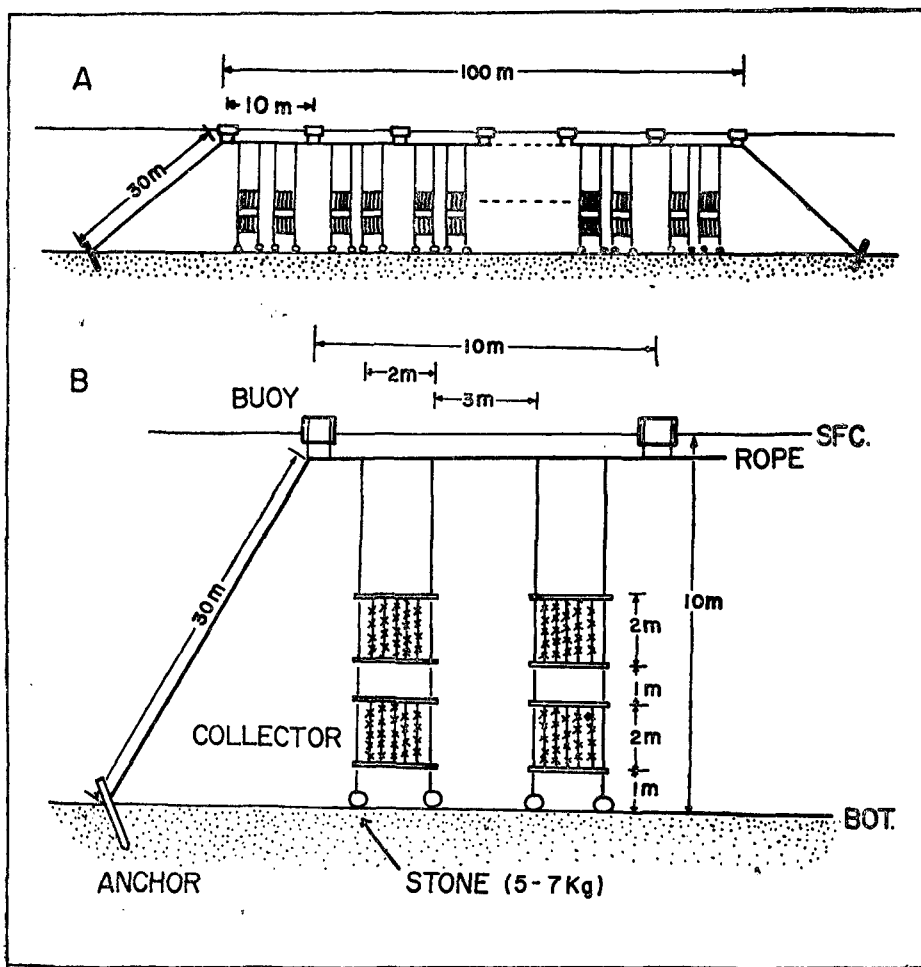 A
100 m
10 m
30m
B
10m
2m
3m
BUOY
SFC.
ROPE
30m
10m
2m
1m
2m
1m
COLLECTOR
BOT.
ANCHOR
STONE (5-7Kg)